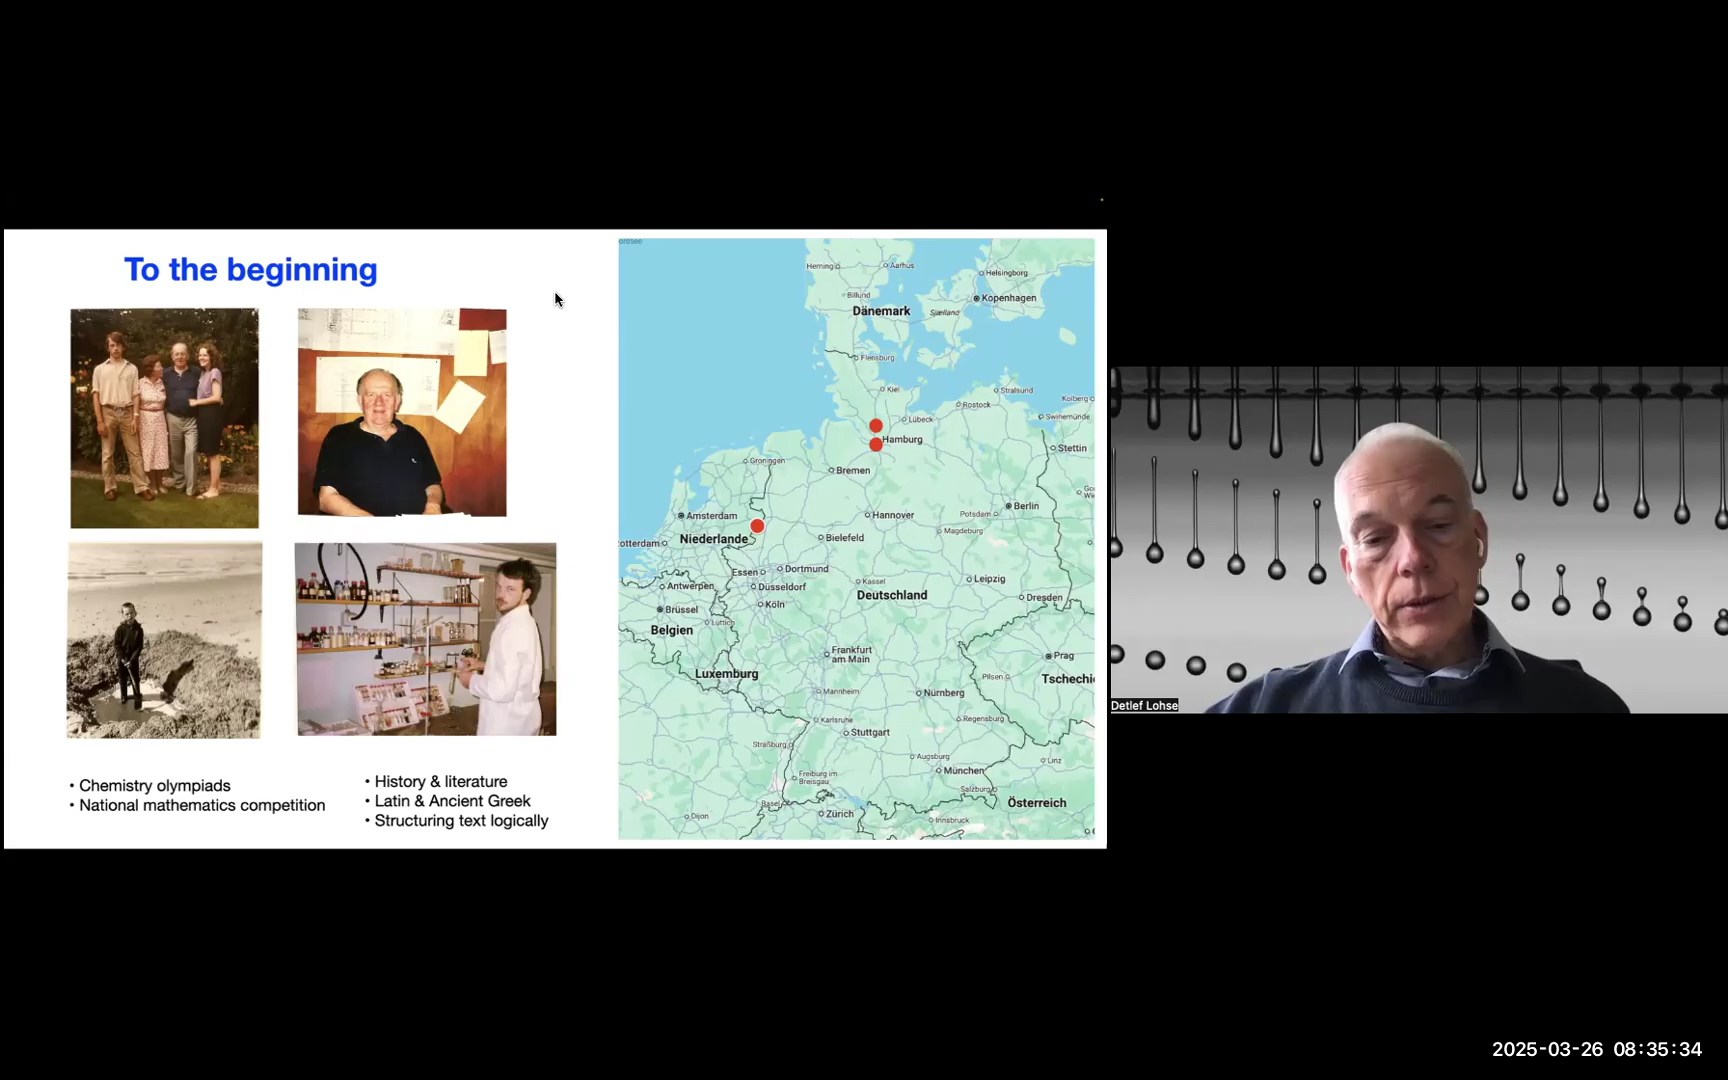 To the beginning
• Chemistry olympiads
• National mathematics competition
• History & literature
• Latin & Ancient Greek
• Structuring text logically
Herning
Aarhus
Helsingborg
Billund
Kopenhagen
Dänemark
Sjælland
Flensburg
Kiel
Stralsund
Rostock
Kolberg
Swinemünde
Lübeck
Hamburg
Stettin
Groningen
Bremen
Berlin
Amsterdam
Hannover
Potsdam
Magdeburg
Niederlande
Bielefeld
otterdam
Essen
Dortmund
Kassel
Leipzig
Antwerpen
Düsseldorf
Deutschland
Dresden
Köln
Brüssel
Lüttich
Belgien
Frankfurt
am Main
Prag
Luxemburg
Pilsen
Tschechi
Mannheim
Nürnberg
Karlsruhe
Regensburg
Stuttgart
Straßburg
Augsburg
Linz
München
Freiburg im
Breisgau
Salzburg
Basel
Österreich
Dijon
Zürich
Innsbruck
Detlef Lohse
2025-03-26 08:35:34